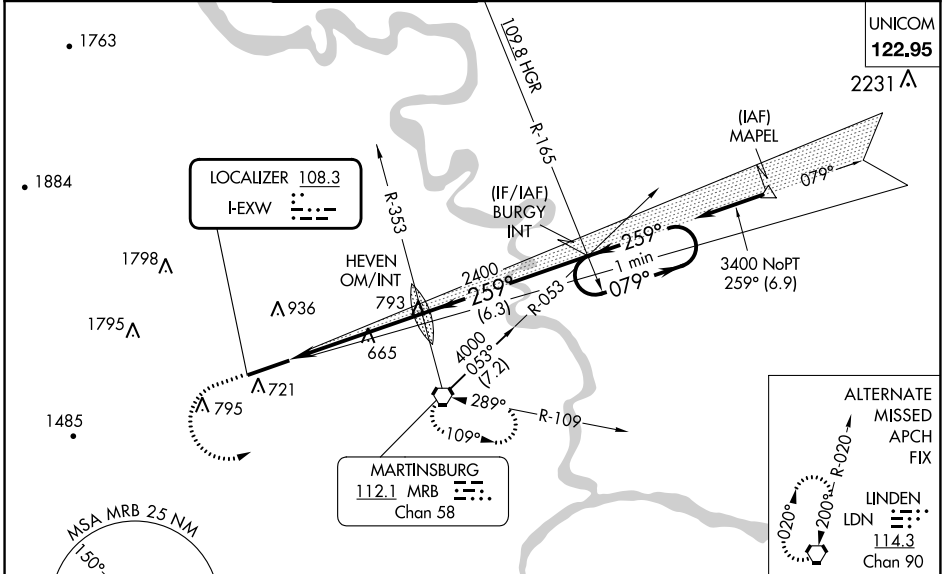 1763
109.8 HGR
R-165
UNICOM
122.95
2231
(IAF)
MAPEL
079°
LOCALIZER 108.3
I-EXW
1884
R-353
(IF/IAF)
BURGY
INT
259°
1 min
079°
3400 NoPT
259° (6.9)
1798
HEVEN
OM/INT
793
2400
259°
(6.3)
R-053
936
1795
665
4000
053°
(7.2)
721
795
1485
289°
R-109
109°
MARTINSBURG
112.1 MRB
Chan 58
MSA MRB 25 NM
150°
ALTERNATE
MISSED
APCH
FIX
R-020
020°
200°
LINDEN
LDN
114.3
Chan 90